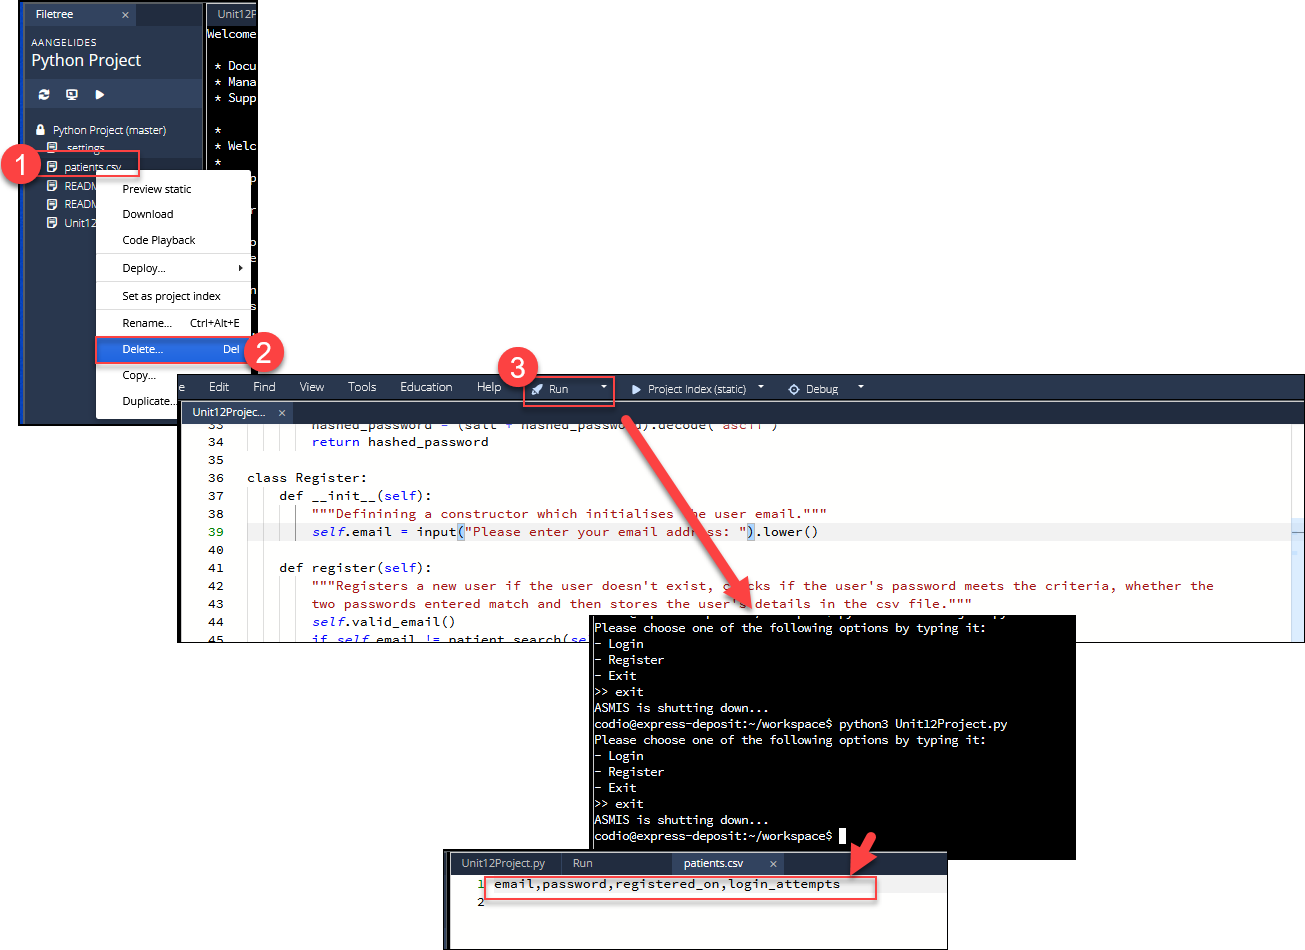 Filetree ×
AANGELIDES
Python Project
Python Project (master)
.settings
1
patients.csv
READM
READM
Unit12
Unit12P
Welcome
* Docu
* Mana
* Supp
*
* Welc
*
Preview static
Download
Code Playback
Deploy...
Set as project index
Rename... Ctrl+Alt+E
Delete... Del
2
Copy...
Duplicate...
3
e Edit Find View Tools Education Help Run Project Index (static) Debug
Unit12Projec... ×
33 hashed_password = (salt + hashed_password).decode('ascii')
34 return hashed_password
35
36 class Register:
37 def __init__(self):
38 """Definining a constructor which initialises the user email."""
39 self.email = input("Please enter your email address: ").lower()
40
41 def register(self):
42 """Registers a new user if the user doesn't exist, checks if the user's password meets the criteria, whether the
43 two passwords entered match and then stores the user's details in the csv file."""
44 self.valid_email()
45 if self.email != patient_search(se
Please choose one of the following options by typing it:
- Login
- Register
- Exit
>> exit
ASMIS is shutting down...
codio@express-deposit:~/workspace$ python3 Unit12Project.py
Please choose one of the following options by typing it:
- Login
- Register
- Exit
>> exit
ASMIS is shutting down...
codio@express-deposit:~/workspace$
Unit12Project.py Run patients.csv ×
1 email,password,registered_on,login_attempts
2